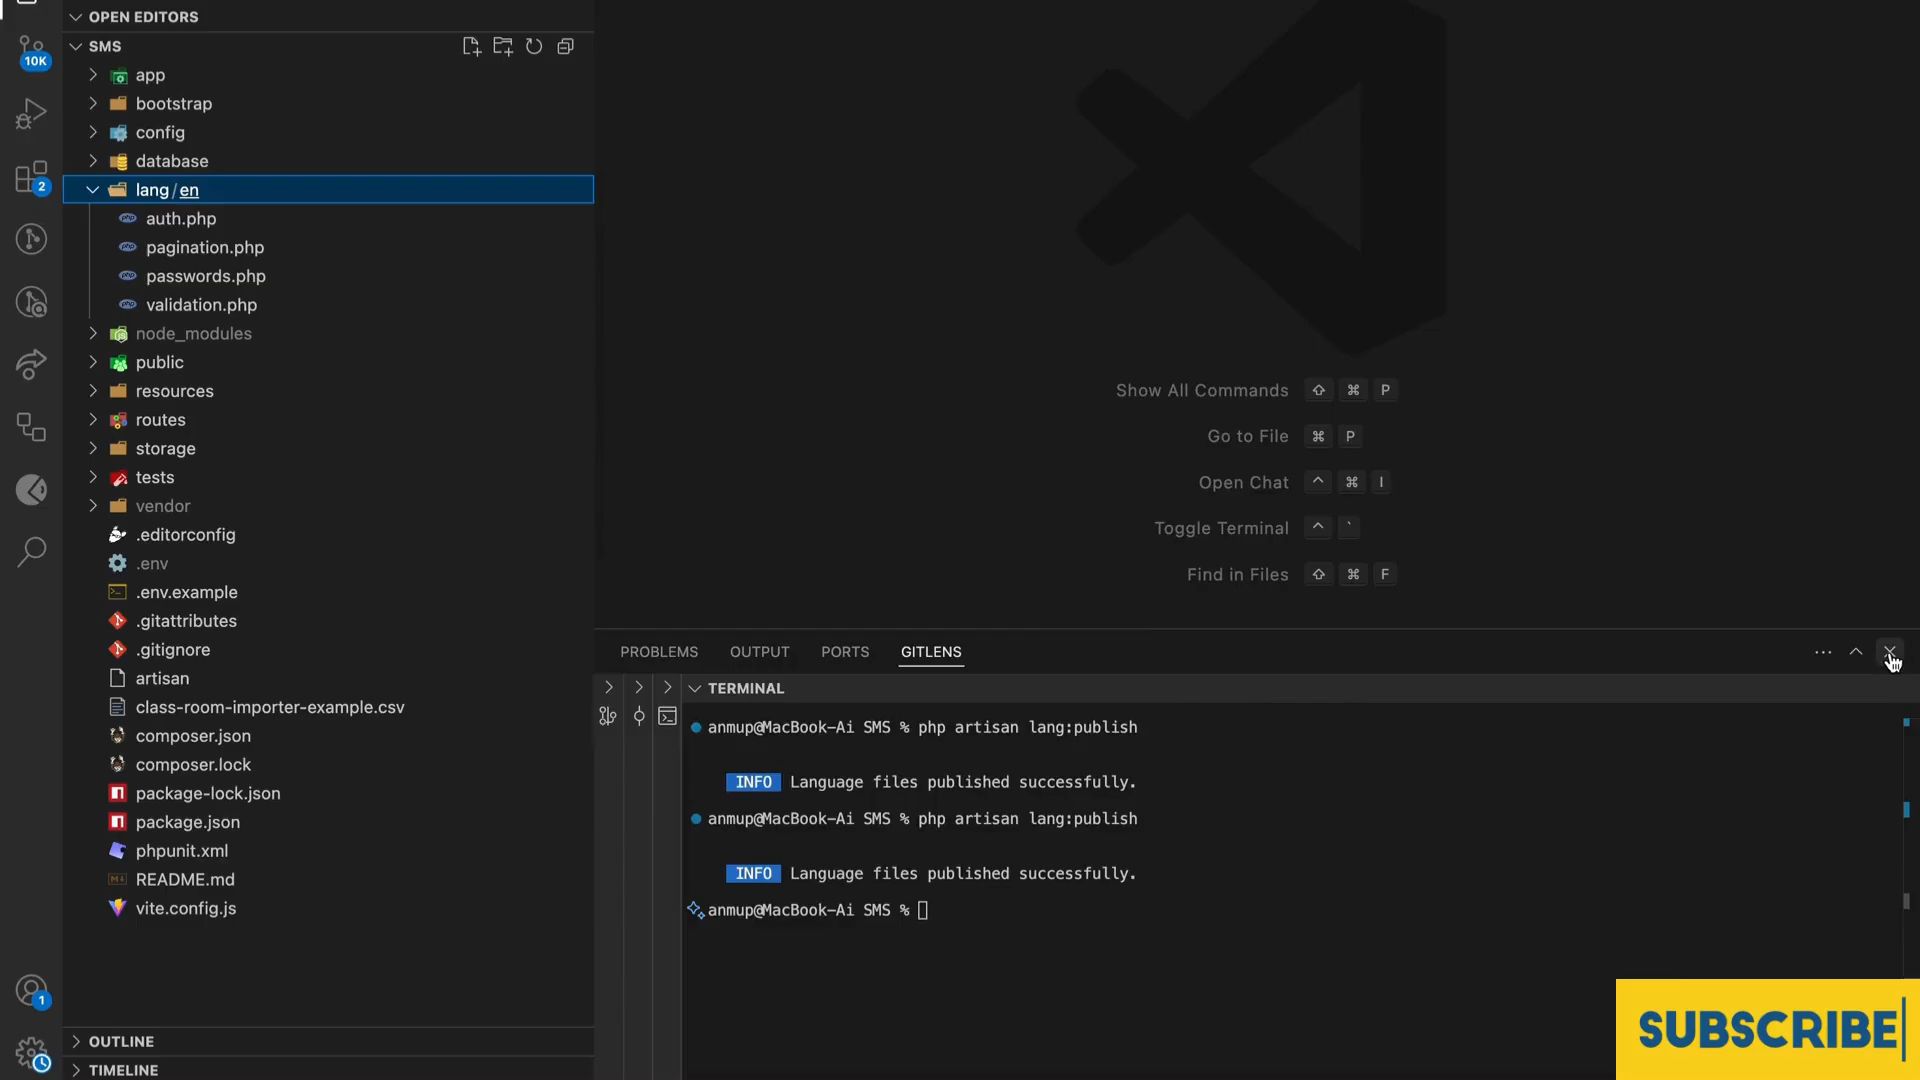 OPEN EDITORS
SMS
10K
app
bootstrap
config
database
2
lang/en
auth.php
pagination.php
passwords.php
validation.php
node_modules
public
resources
routes
storage
tests
vendor
.editorconfig
.env
.env.example
.gitattributes
.gitignore
artisan
class-room-importer-example.csv
composer.json
composer.lock
package-lock.json
package.json
phpunit.xml
README.md
vite.config.js
1
OUTLINE
TIMELINE
Show All Commands ⇧ ⌘ P
Go to File ⌘ P
Open Chat ^ ⌘ I
Toggle Terminal ^ `
Find in Files ⇧ ⌘ F
PROBLEMS OUTPUT PORTS GITLENS
TERMINAL
anmup@MacBook-Ai SMS % php artisan lang:publish
INFO Language files published successfully.
anmup@MacBook-Ai SMS % php artisan lang:publish
INFO Language files published successfully.
anmup@MacBook-Ai SMS %
SUBSCRIBE